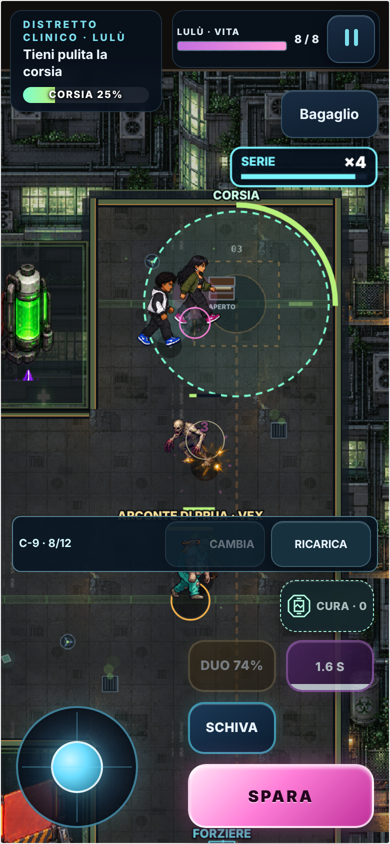 DISTRETTO
CLINICO · LULÙ
Tieni pulita la
corsia
CORSIA 25%
LULÙ · VITA
8 / 8
Bagaglio
SERIE ×4
CORSIA
03
APERTO
ARCONTE DI PRUA · VEX
C-9 · 8/12
CAMBIA
RICARICA
CURA · 0
DUO 74%
1.6 S
SCHIVA
SPARA
FORZIERE